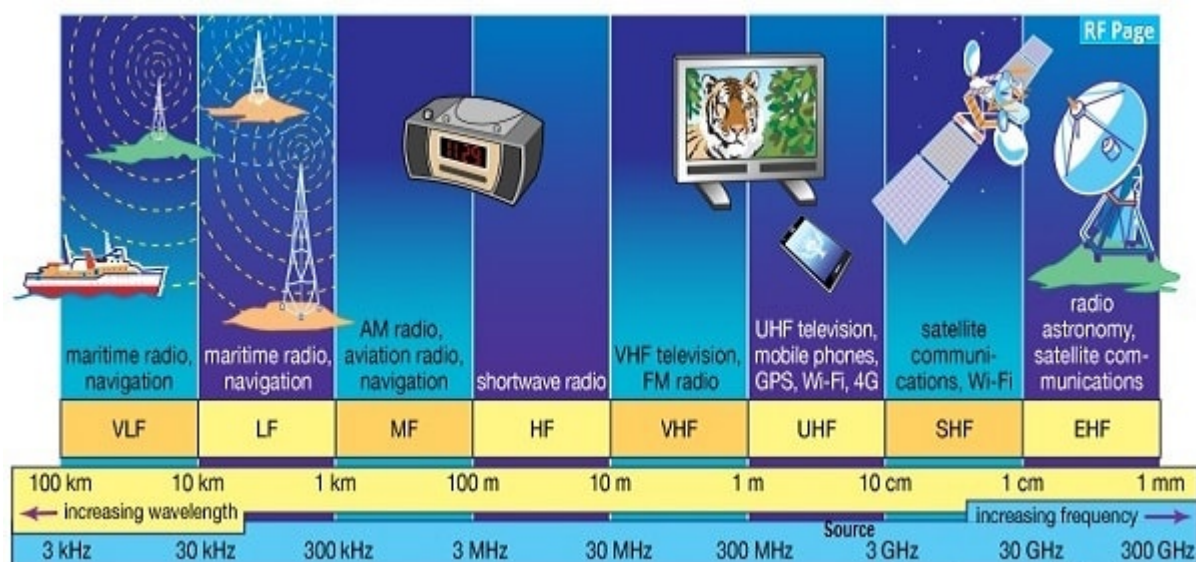 RF Page
11:29
maritime radio,
navigation
maritime radio,
navigation
AM radio,
aviation radio,
navigation
shortwave radio
VHF television,
FM radio
UHF television,
mobile phones,
GPS, Wi-Fi, 4G
satellite
communi-
cations, Wi-Fi
radio
astronomy,
satellite com-
munications
VLF LF MF HF VHF UHF SHF EHF
100 km 10 km 1 km 100 m 10 m 1 m 10 cm 1 cm 1 mm
increasing wavelength
increasing frequency
Source
3 kHz 30 kHz 300 kHz 3 MHz 30 MHz 300 MHz 3 GHz 30 GHz 300 GHz